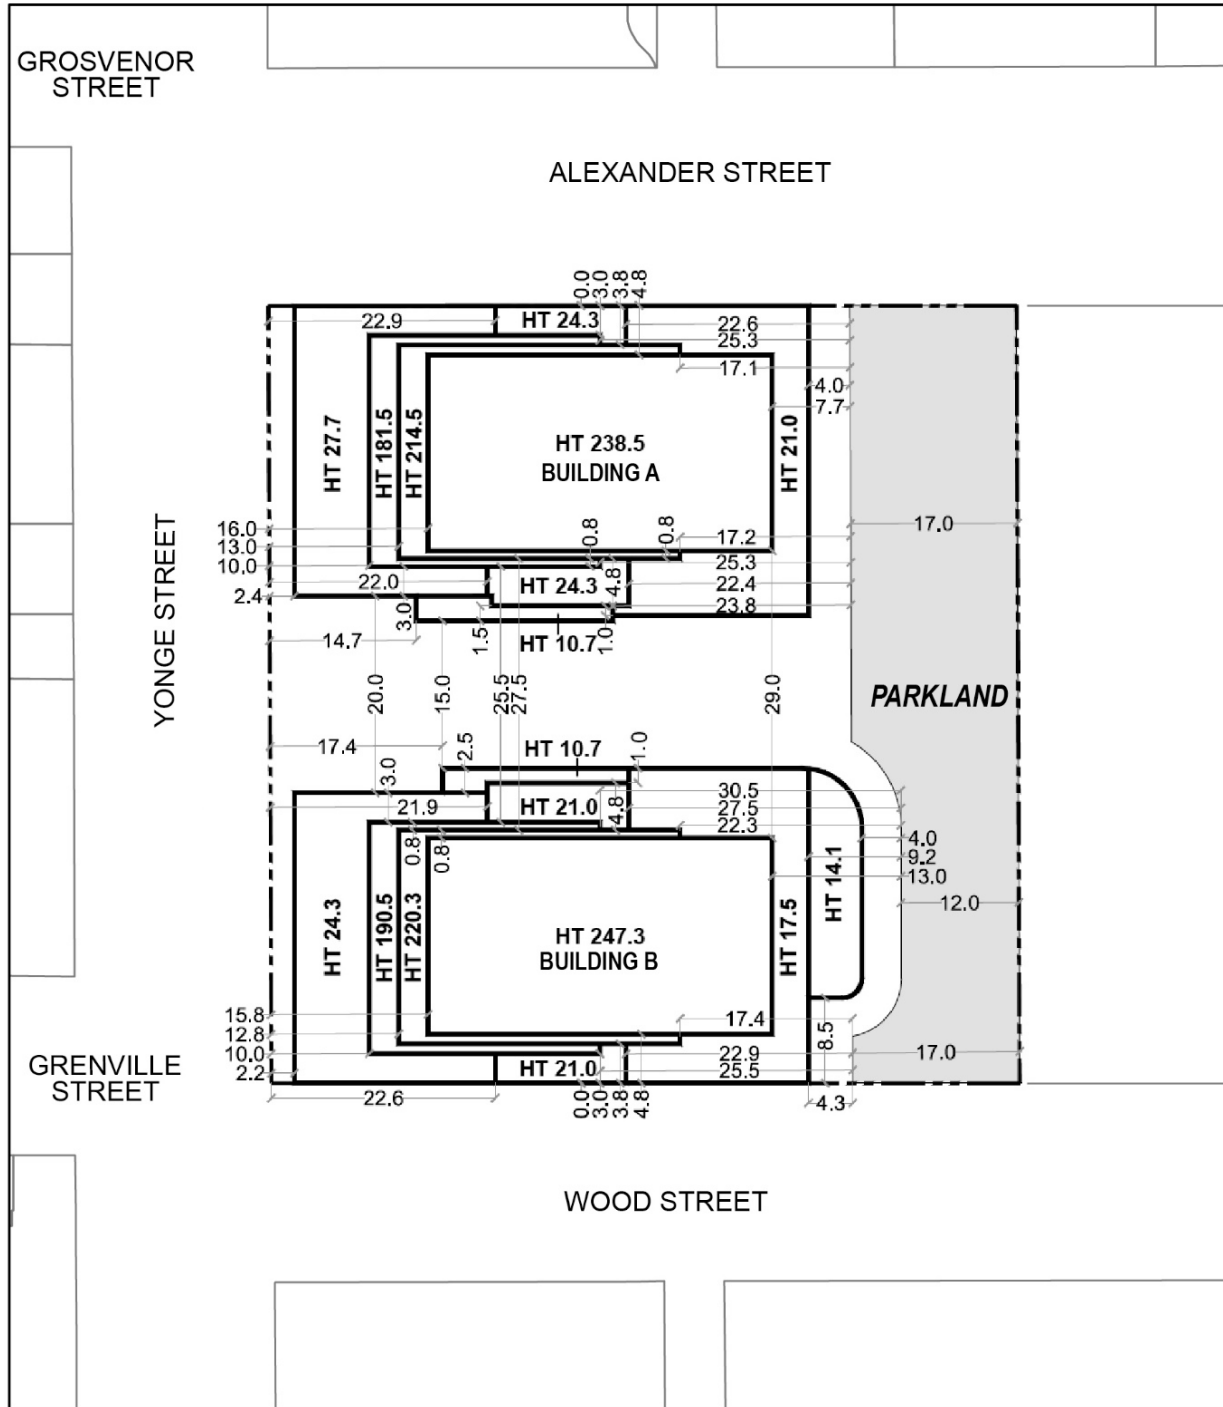 GROSVENOR
STREET
ALEXANDER STREET
0.0
3.0
3.8
4.8
22.9
HT 24.3
22.6
25.3
17.1
4.0
7.7
HT 27.7
HT 181.5
HT 214.5
HT 238.5
BUILDING A
HT 21.0
16.0
13.0
10.0
2.4
22.0
0.8
0.8
17.2
17.0
25.3
HT 24.3
4.8
22.4
23.8
3.0
1.5
1.0
HT 10.7
14.7
YONGE STREET
20.0
15.0
25.5
27.5
29.0
PARKLAND
17.4
2.5
HT 10.7
1.0
3.0
30.5
21.9
HT 21.0
4.8
27.5
22.3
0.8
0.8
4.0
9.2
13.0
12.0
HT 24.3
HT 190.5
HT 220.3
HT 247.3
BUILDING B
HT 17.5
HT 14.1
15.8
12.8
10.0
2.2
17.4
8.5
22.9
17.0
HT 21.0
25.5
GRENVILLE
STREET
22.6
0.0
3.0
3.8
4.8
4.3
WOOD STREET